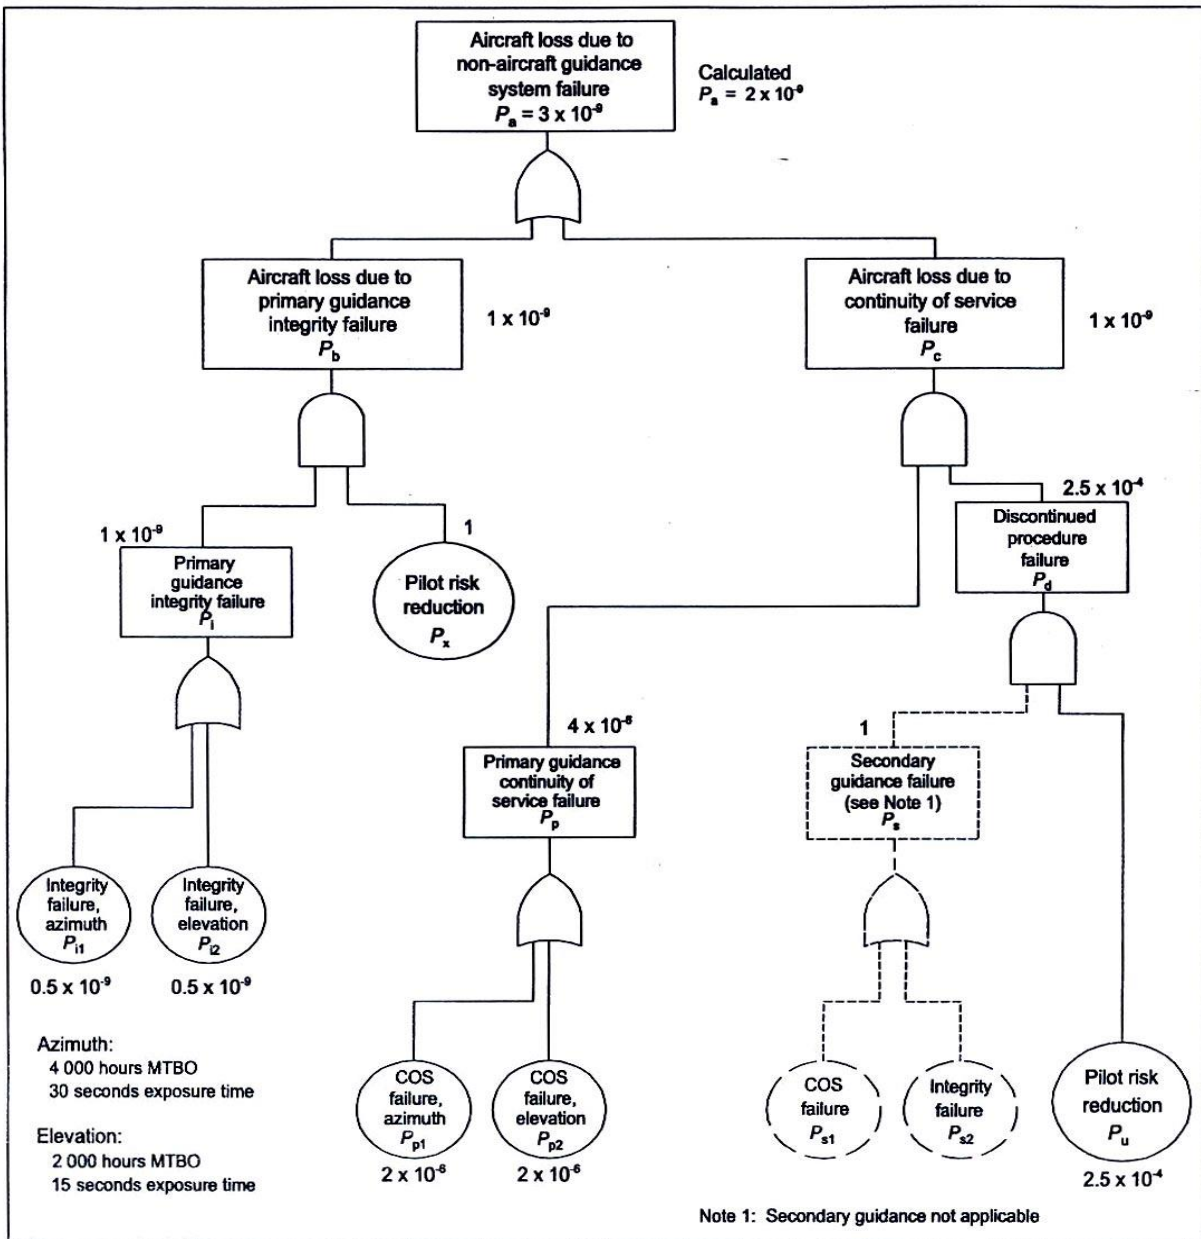 Aircraft loss due to
non-aircraft guidance
system failure
Pa = 3 x 10⁻⁹
Calculated
Pa = 2 x 10⁻⁹
Aircraft loss due to
primary guidance
integrity failure
Pb
1 x 10⁻⁹
Aircraft loss due to
continuity of service
failure
Pc
1 x 10⁻⁹
1 x 10⁻⁹
Primary
guidance
integrity failure
Pi
1
Pilot risk
reduction
Px
2.5 x 10⁻⁴
Discontinued
procedure
failure
Pd
4 x 10⁻⁶
Primary guidance
continuity of
service failure
Pp
1
Secondary
guidance failure
(see Note 1)
Ps
Integrity
failure,
azimuth
Pi1
0.5 x 10⁻⁹
Integrity
failure,
elevation
Pi2
0.5 x 10⁻⁹
Azimuth:
4 000 hours MTBO
30 seconds exposure time
Elevation:
2 000 hours MTBO
15 seconds exposure time
COS
failure,
azimuth
Pp1
2 x 10⁻⁶
COS
failure,
elevation
Pp2
2 x 10⁻⁶
COS
failure
Ps1
Integrity
failure
Ps2
Pilot risk
reduction
Pu
2.5 x 10⁻⁴
Note 1: Secondary guidance not applicable